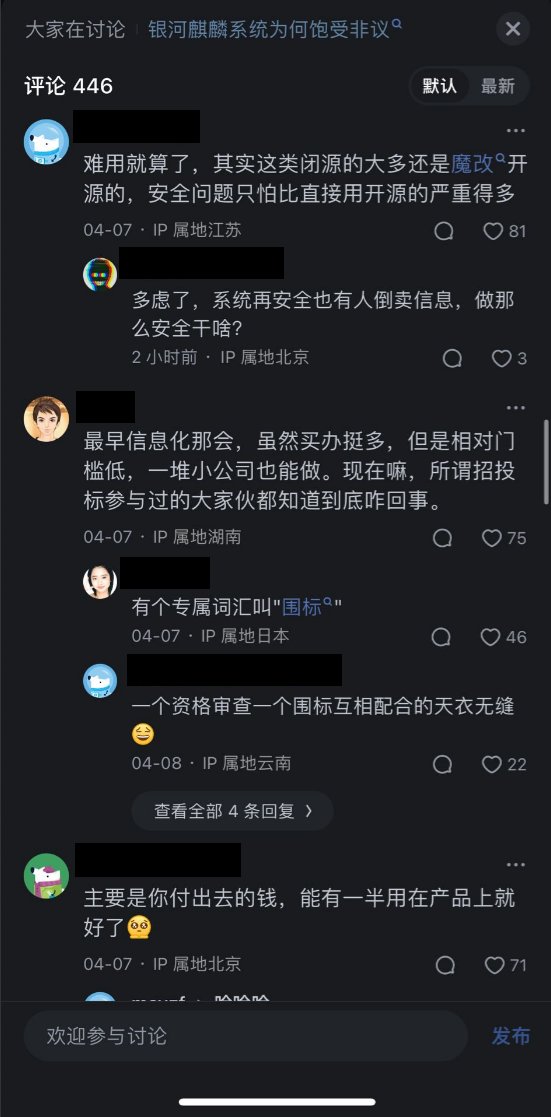 大家在讨论 | 银河麒麟系统为何饱受非议
评论 446
默认 最新
难用就算了，其实这类闭源的大多还是魔改开
源的，安全问题只怕比直接用开源的严重得多
04-07 · IP 属地江苏 81
多虑了，系统再安全也有人倒卖信息，做那
么安全干啥?
2 小时前 · IP 属地北京 3
最早信息化那会，虽然买办挺多，但是相对门
槛低，一堆小公司也能做。现在嘛，所谓招投
标参与过的大家伙都知道到底咋回事。
04-07 · IP 属地湖南 75
有个专属词汇叫"围标"
04-07 · IP 属地日本 46
一个资格审查一个围标互相配合的天衣无缝
😆
04-08 · IP 属地云南 22
查看全部 4 条回复 〉
主要是你付出去的钱，能有一半用在产品上就
好了🥺
04-07 · IP 属地北京 71
欢迎参与讨论
发布